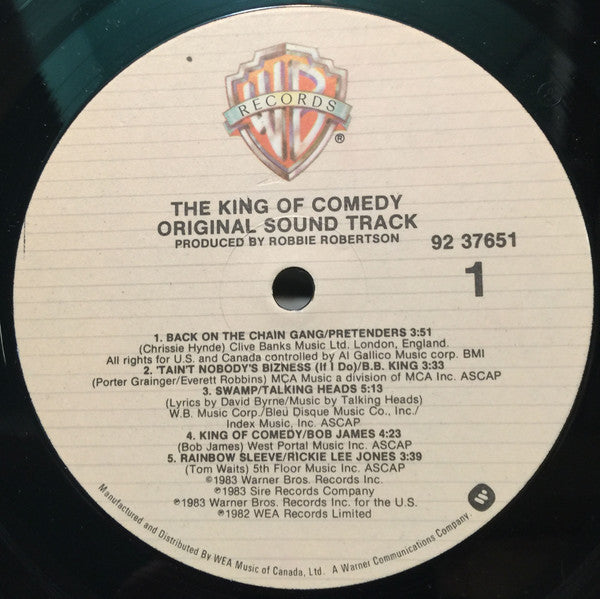 WB
RECORDS
®
THE KING OF COMEDY
ORIGINAL SOUND TRACK
PRODUCED BY ROBBIE ROBERTSON
92 37651
1
1. BACK ON THE CHAIN GANG/PRETENDERS 3:51
(Chrissie Hynde) Clive Banks Music Ltd. London, England.
All rights for U.S. and Canada controlled by Al Gallico Music corp. BMI
2. 'TAIN'T NOBODY'S BIZNESS (If I Do)/B.B. KING 3:33
(Porter Grainger/Everett Robbins) MCA Music a division of MCA Inc. ASCAP
3. SWAMP/TALKING HEADS 5:13
(Lyrics by David Byrne/Music by Talking Heads)
W.B. Music Corp./Bleu Disque Music Co., Inc./
Index Music, Inc. ASCAP
4. KING OF COMEDY/BOB JAMES 4:23
(Bob James) West Portal Music Inc. ASCAP
5. RAINBOW SLEEVE/RICKIE LEE JONES 3:39
(Tom Waits) 5th Floor Music Inc. ASCAP
©1983 Warner Bros. Records Inc.
℗1983 Sire Records Company
℗1983 Warner Bros. Records Inc. for the U.S.
℗1982 WEA Records Limited
Manufactured and Distributed By WEA Music of Canada, Ltd. A Warner Communications Company.